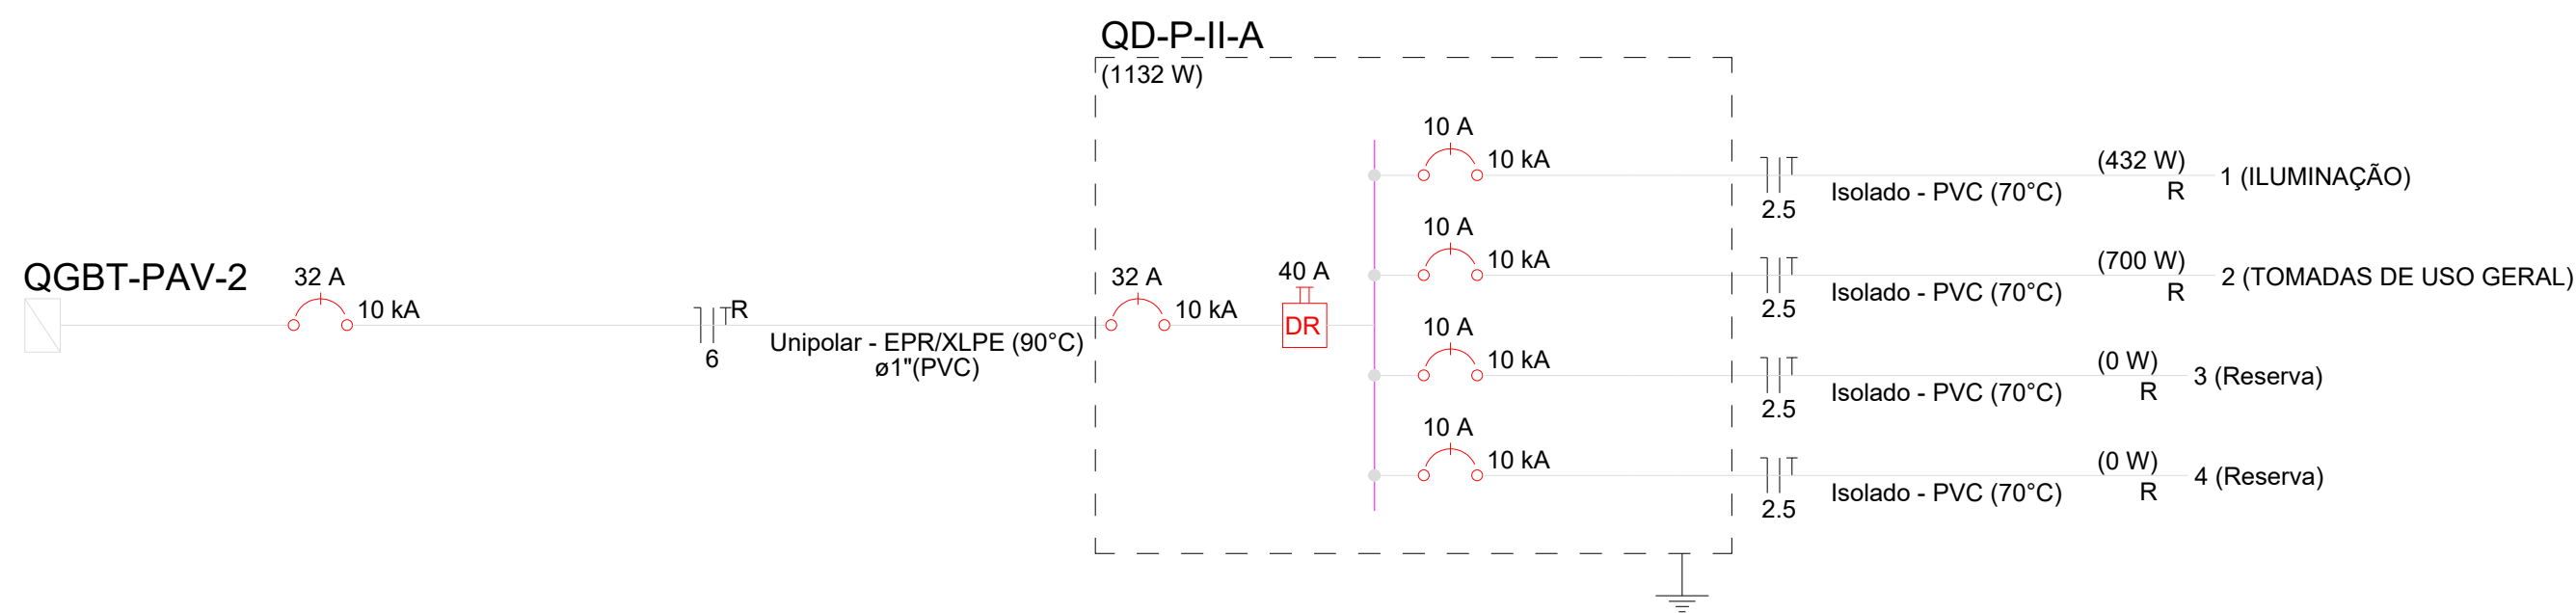 QD-P-II-A
(1132 W)
10 A
10 kA
(432 W)
1 (ILUMINAÇÃO)
Isolado - PVC (70°C)
R
2.5
10 A
10 kA
(700 W)
2 (TOMADAS DE USO GERAL)
Isolado - PVC (70°C)
R
2.5
QGBT-PAV-2
32 A
10 kA
R
6
Unipolar - EPR/XLPE (90°C)
ø1"(PVC)
32 A
10 kA
40 A
DR
10 A
10 kA
(0 W)
3 (Reserva)
Isolado - PVC (70°C)
R
2.5
10 A
10 kA
(0 W)
4 (Reserva)
Isolado - PVC (70°C)
R
2.5